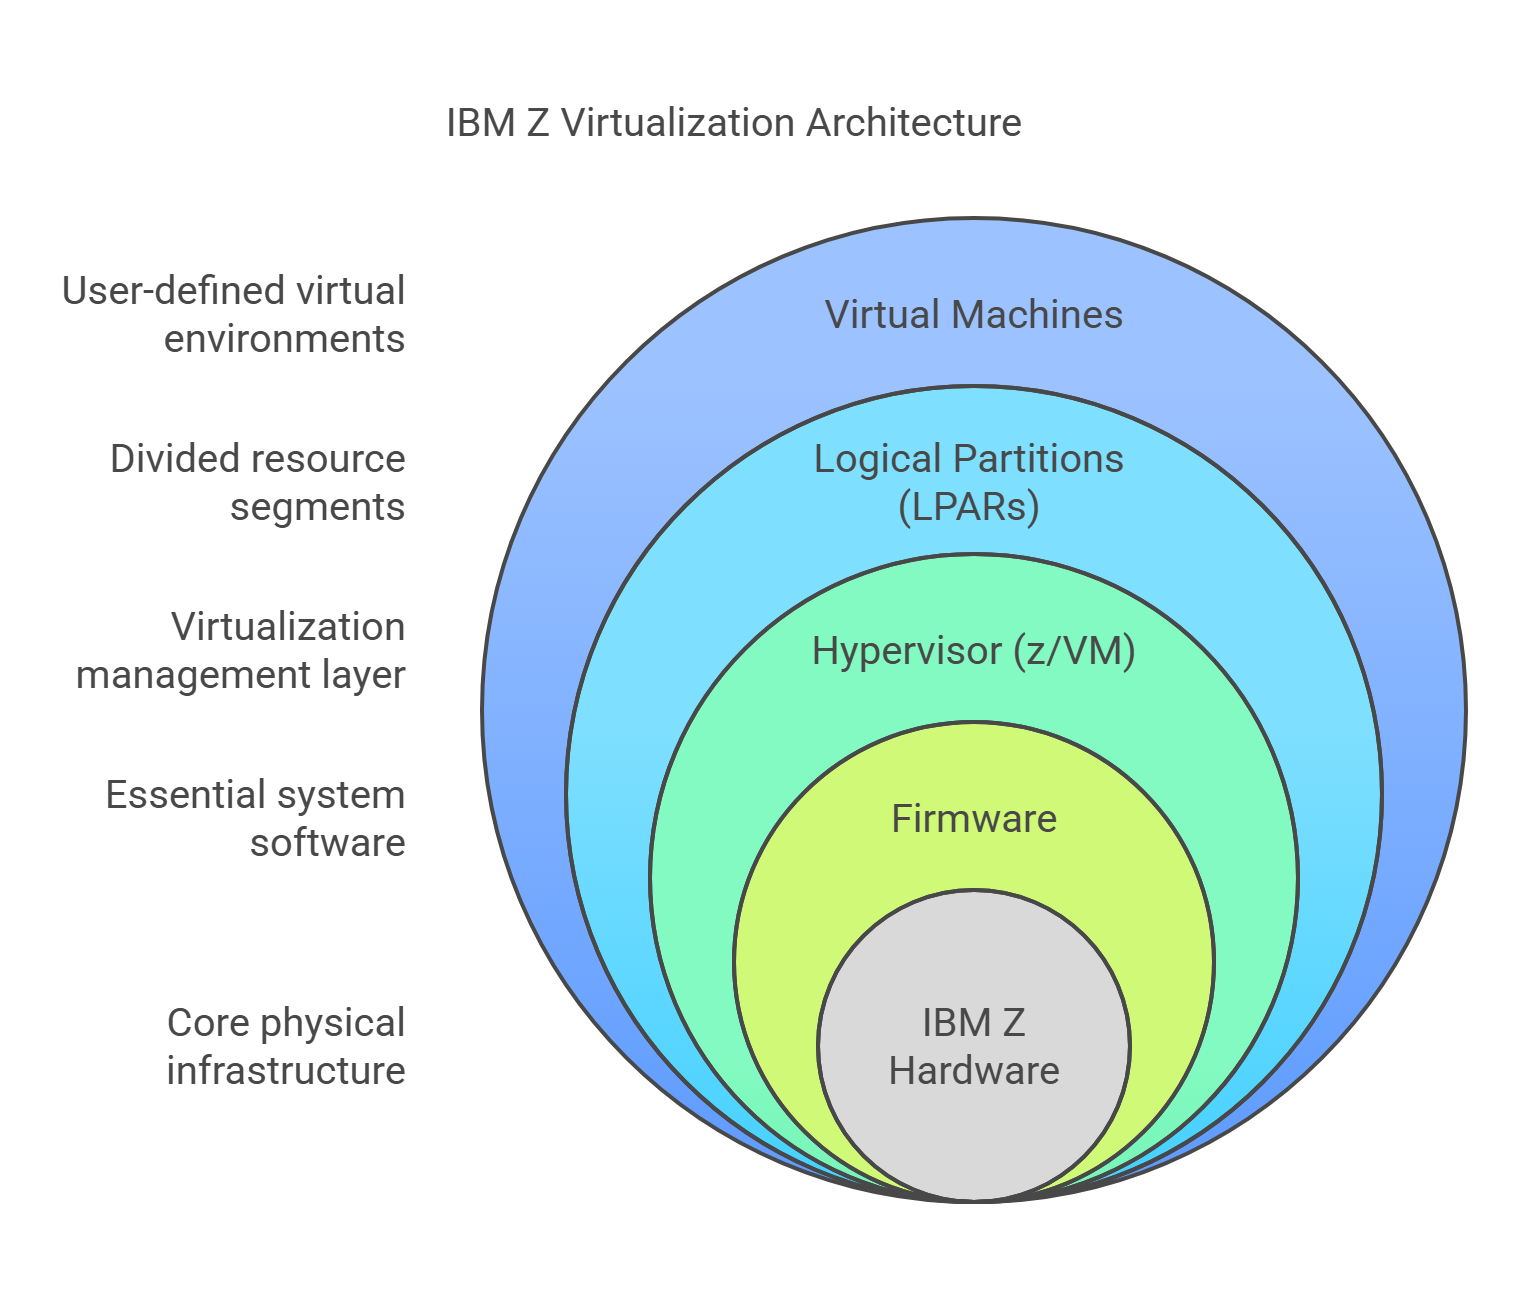 IBM Z Virtualization Architecture
User-defined virtual
environments
Virtual Machines
Divided resource
segments
Logical Partitions
(LPARs)
Virtualization
management layer
Hypervisor (z/VM)
Essential system
software
Firmware
Core physical
infrastructure
IBM Z
Hardware